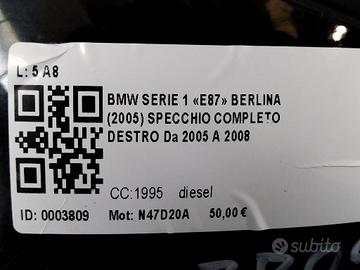 L: 5 A8
BMW SERIE 1 «E87» BERLINA
(2005) SPECCHIO COMPLETO
DESTRO Da 2005 A 2008
CC:1995 diesel
ID: 0003809 Mot: N47D20A 50,00 €
subito